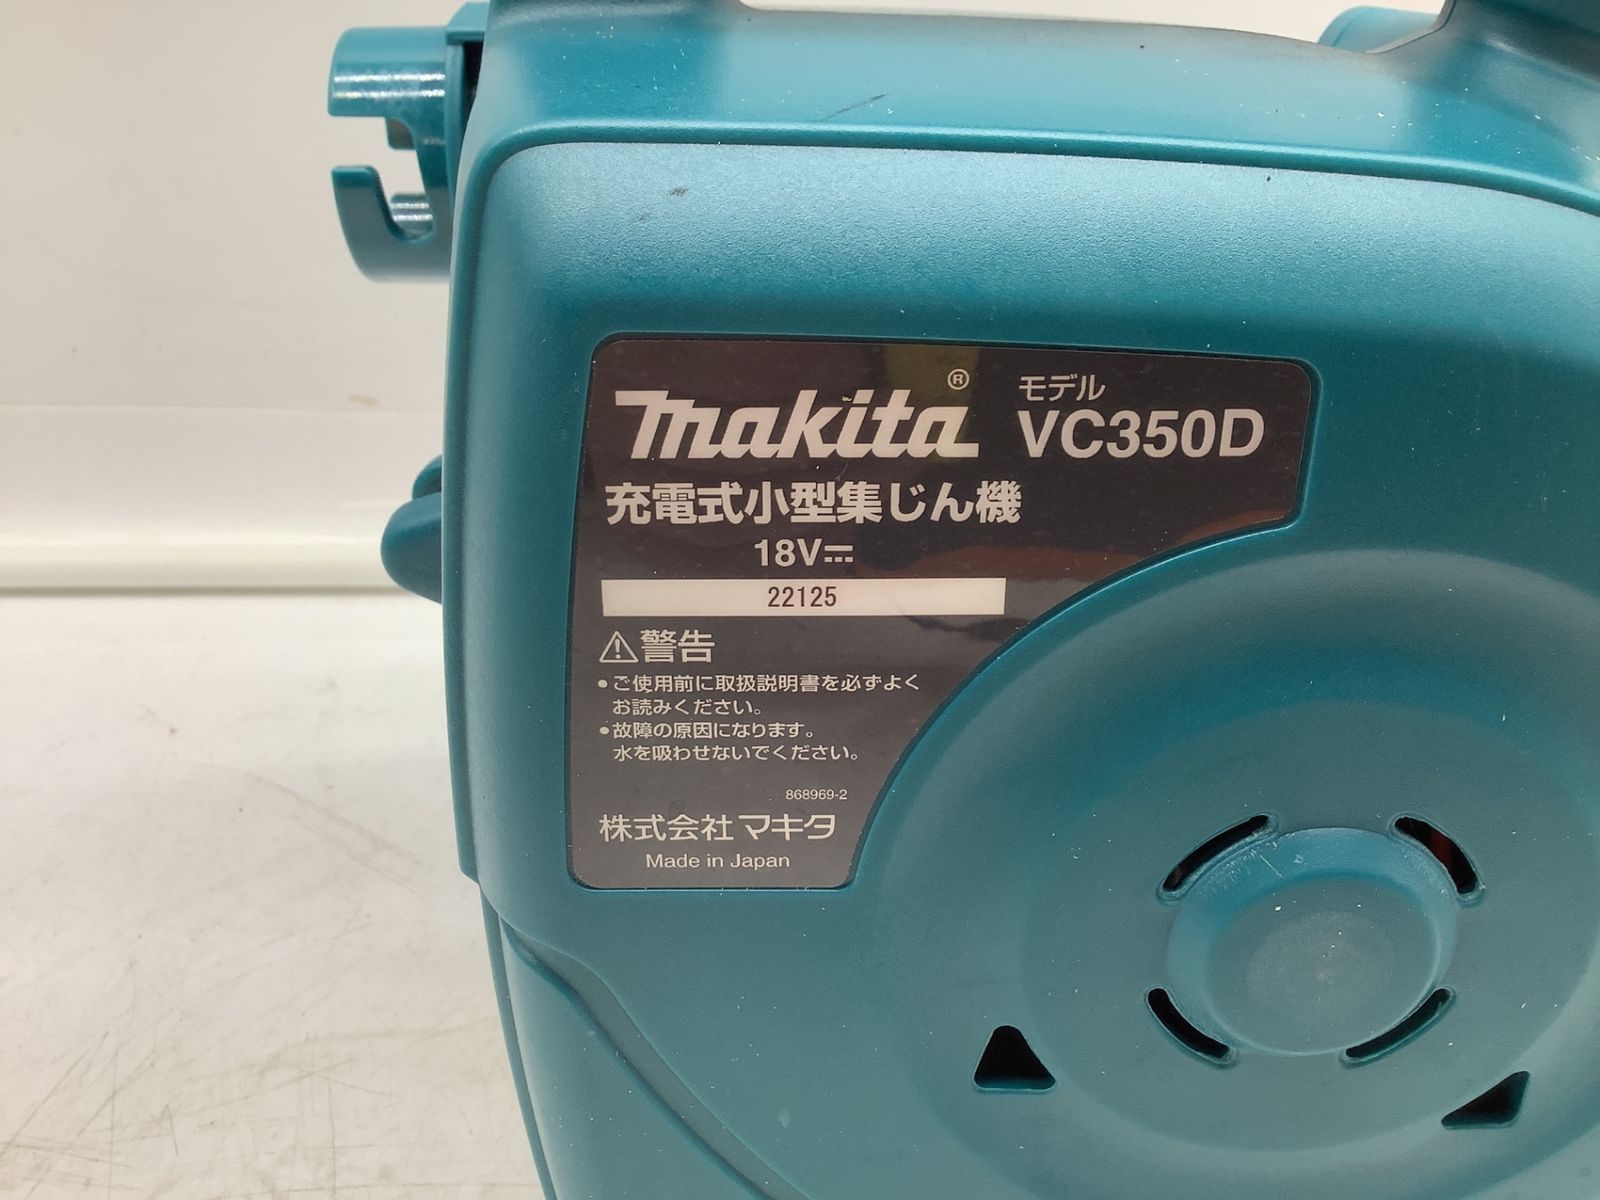 makita® モデル
VC350D
充電式小型集じん機
18V⎓
22125
⚠警告
•ご使用前に取扱説明書を必ずよく
お読みください。
•故障の原因になります。
水を吸わせないでください。
868969-2
株式会社マキタ
Made in Japan